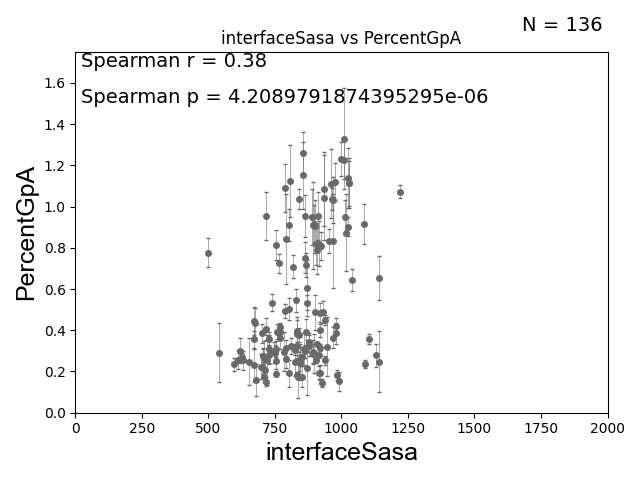 N = 136
interfaceSasa vs PercentGpA
Spearman r = 0.38
Spearman p = 4.2089791874395295e-06
PercentGpA
1.6
1.4
1.2
1.0
0.8
0.6
0.4
0.2
0.0
0 250 500 750 1000 1250 1500 1750 2000
interfaceSasa